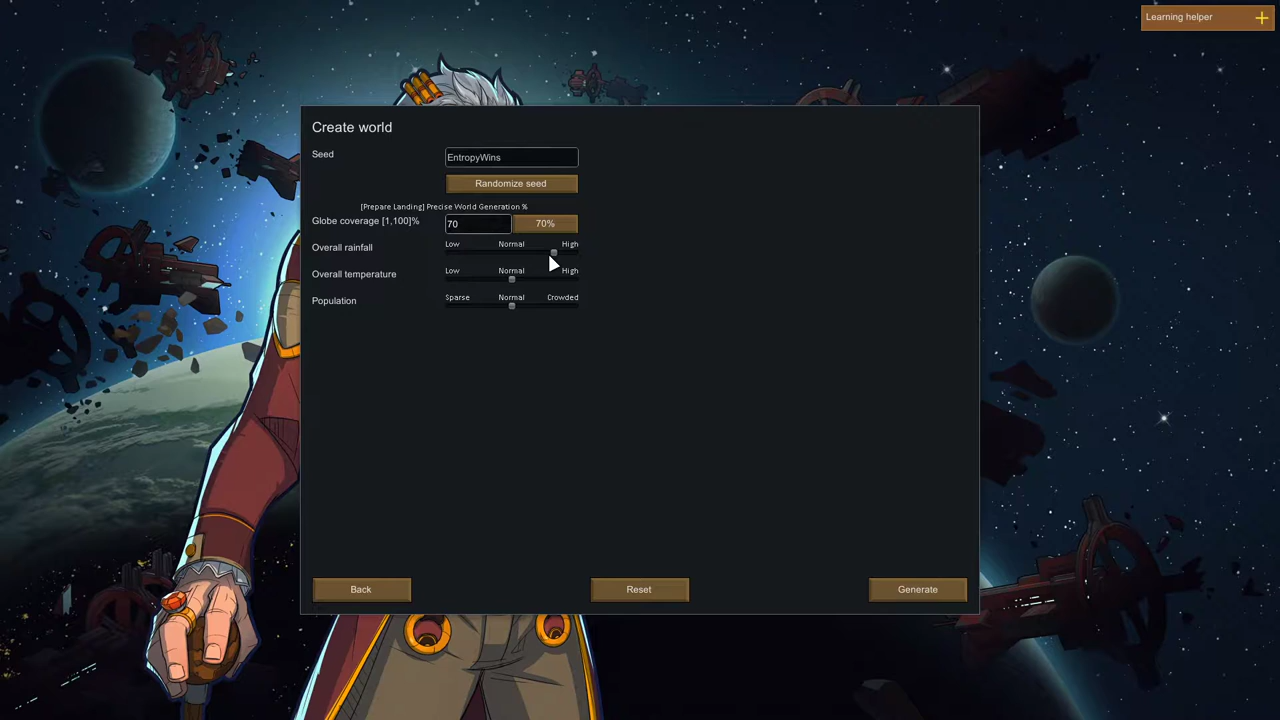 Learning helper
Create world
Seed
EntropyWins
Randomize seed
[Prepare Landing] Precise World Generation %
Globe coverage [1,100]%
70
70%
Overall rainfall
Low Normal High
Overall temperature
Low Normal High
Population
Sparse Normal Crowded
Back
Reset
Generate